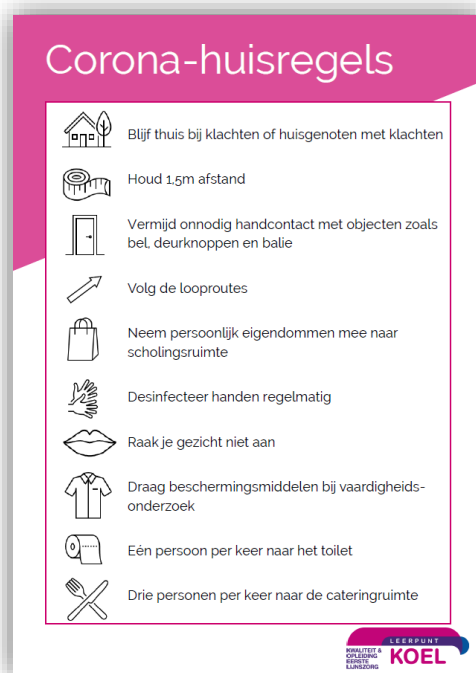 Corona-huisregels
Blijf thuis bij klachten of huisgenoten met klachten
Houd 1,5m afstand
Vermijd onnodig handcontact met objecten zoals
bel, deurknoppen en balie
Volg de looproutes
Neem persoonlijk eigendommen mee naar
scholingsruimte
Desinfecteer handen regelmatig
Raak je gezicht niet aan
Draag beschermingsmiddelen bij vaardigheids-
onderzoek
Eén persoon per keer naar het toilet
Drie personen per keer naar de cateringruimte
LEERPUNT
KWALITEIT &
OPLEIDING
EERSTE
LIJNSZORG
KOEL